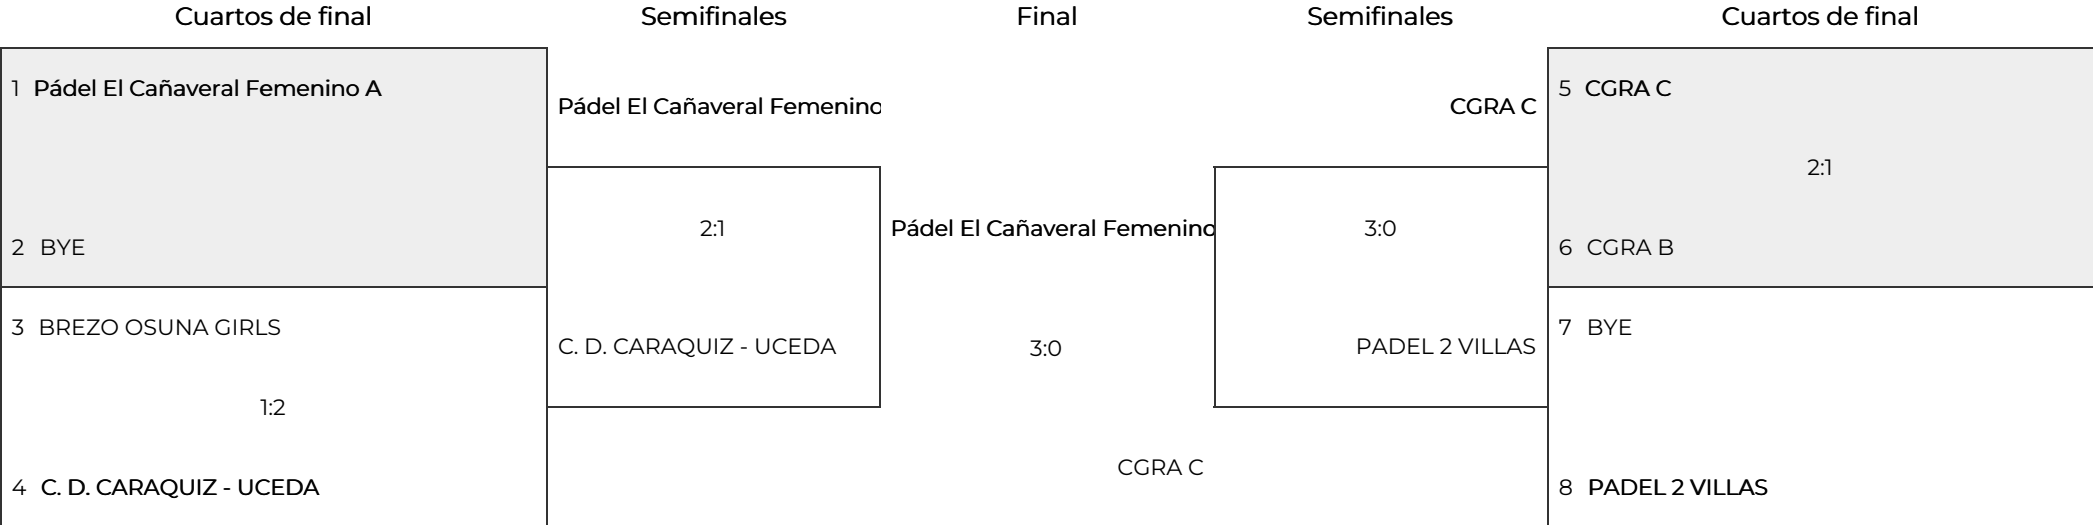 Cuartos de final
Semifinales
Final
Semifinales
Cuartos de final
1 Pádel El Cañaveral Femenino A
2 BYE
3 BREZO OSUNA GIRLS
1:2
4 C. D. CARAQUIZ - UCEDA
Pádel El Cañaveral Femenino
2:1
C. D. CARAQUIZ - UCEDA
Pádel El Cañaveral Femenino
3:0
CGRA C
CGRA C
3:0
PADEL 2 VILLAS
5 CGRA C
2:1
6 CGRA B
7 BYE
8 PADEL 2 VILLAS